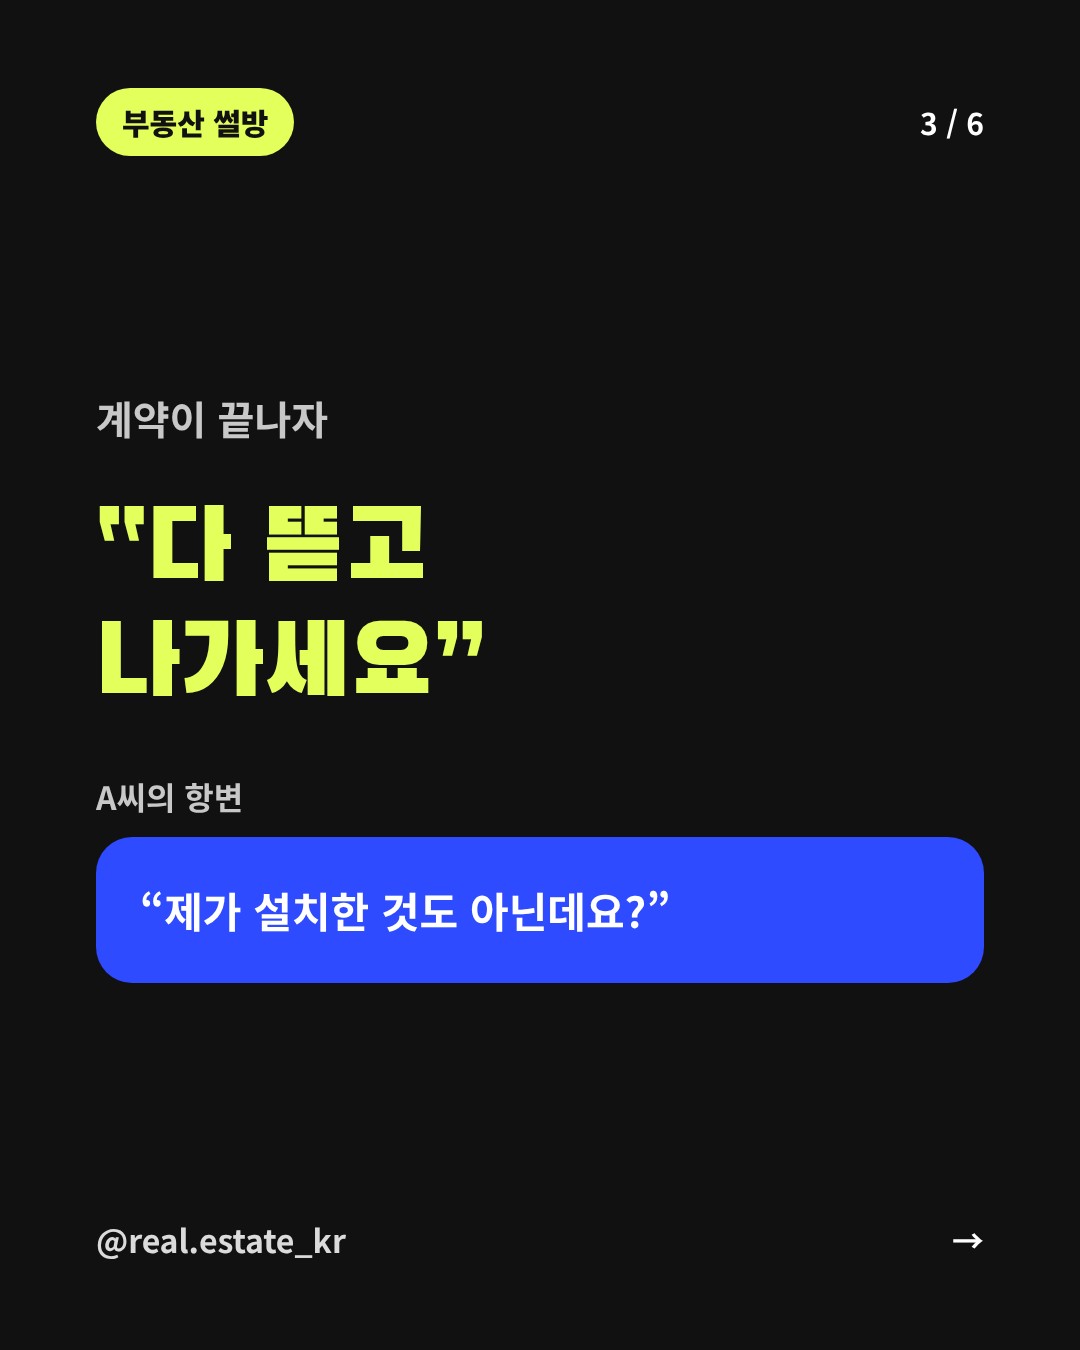 부동산 썰방
3 / 6
계약이 끝나자
“다 뜯고
나가세요”
A씨의 항변
“제가 설치한 것도 아닌데요?”
@real.estate_kr
→